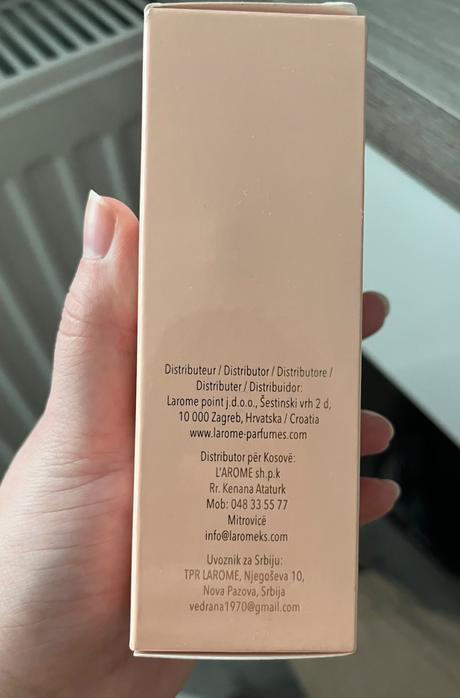 Distributeur / Distributor / Distributore /
Distributer / Distribuidor:
Larome point j.d.o.o., Šestinski vrh 2 d,
10 000 Zagreb, Hrvatska / Croatia
www.larome-parfumes.com
Distributor për Kosovë:
L'AROME sh.p.k
Rr. Kenana Ataturk
Mob: 048 33 55 77
Mitrovicë
info@laromeks.com
Uvoznik za Srbiju:
TPR LAROME, Njegoševa 10,
Nova Pazova, Srbija
vedrana1970@gmail.com